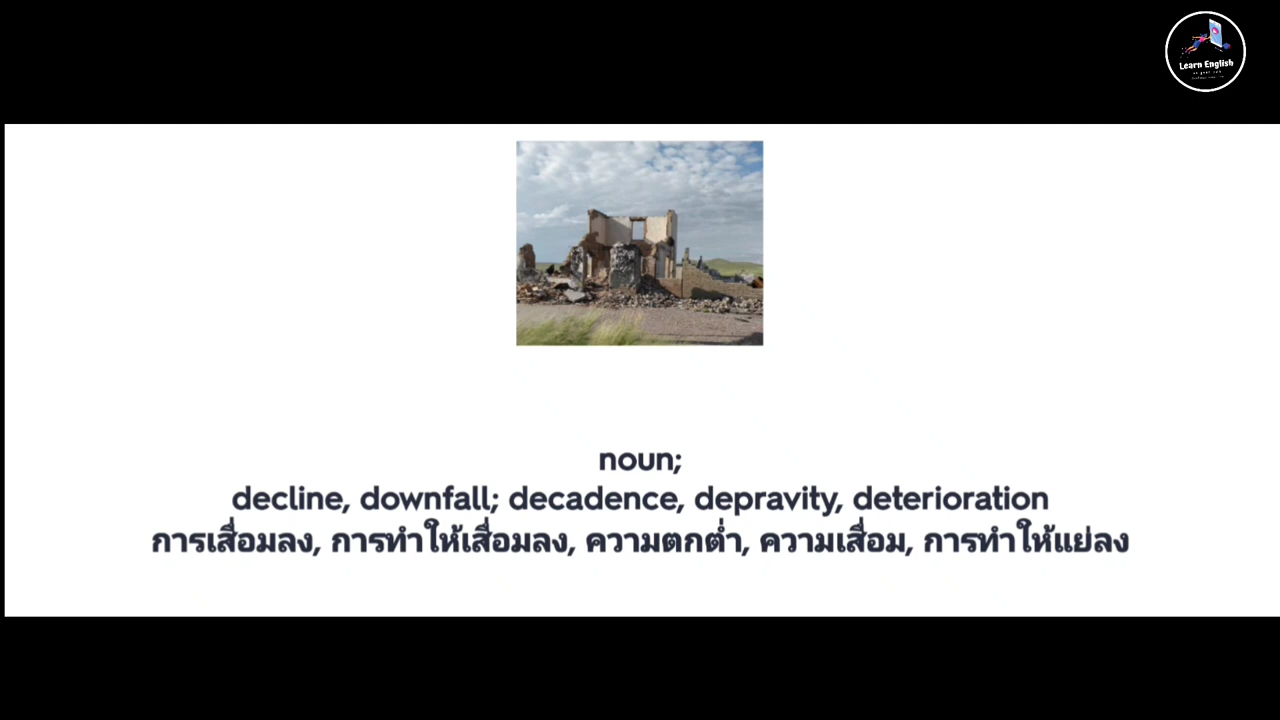 Learn English
noun;
decline, downfall; decadence, depravity, deterioration
การเสื่อมลง, การทำให้เสื่อมลง, ความตกต่ำ, ความเสื่อม, การทำให้แย่ลง